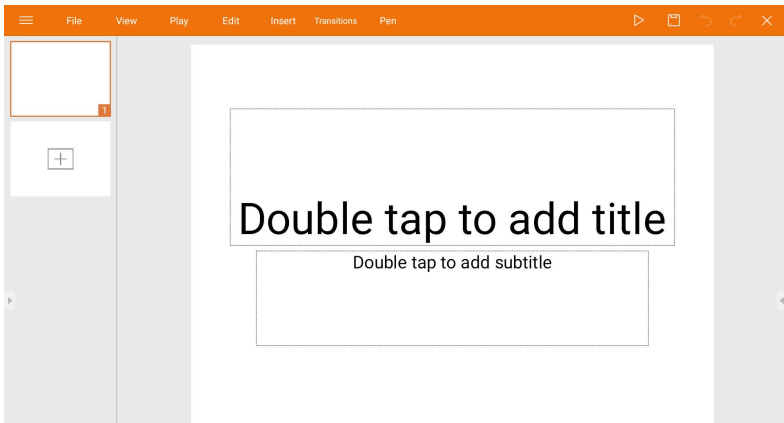 File View Play Edit Insert Transitions Pen
1
Double tap to add title
Double tap to add subtitle